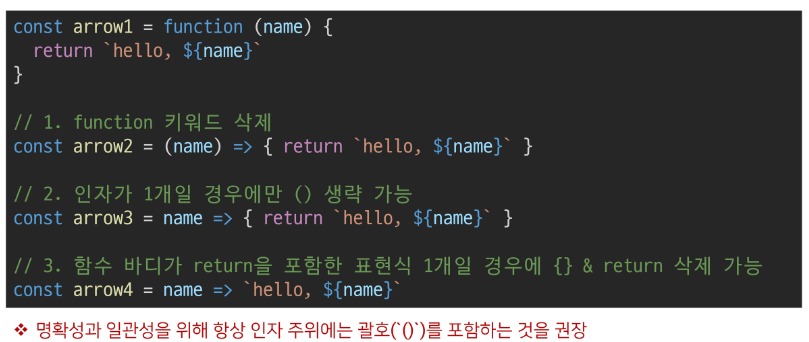 const arrow1 = function (name) {
  return `hello, ${name}`
}

// 1. function 키워드 삭제
const arrow2 = (name) => { return `hello, ${name}` }

// 2. 인자가 1개일 경우에만 () 생략 가능
const arrow3 = name => { return `hello, ${name}` }

// 3. 함수 바디가 return을 포함한 표현식 1개일 경우에 {} & return 삭제 가능
const arrow4 = name => `hello, ${name}`

❖ 명확성과 일관성을 위해 항상 인자 주위에는 괄호(`()`)를 포함하는 것을 권장